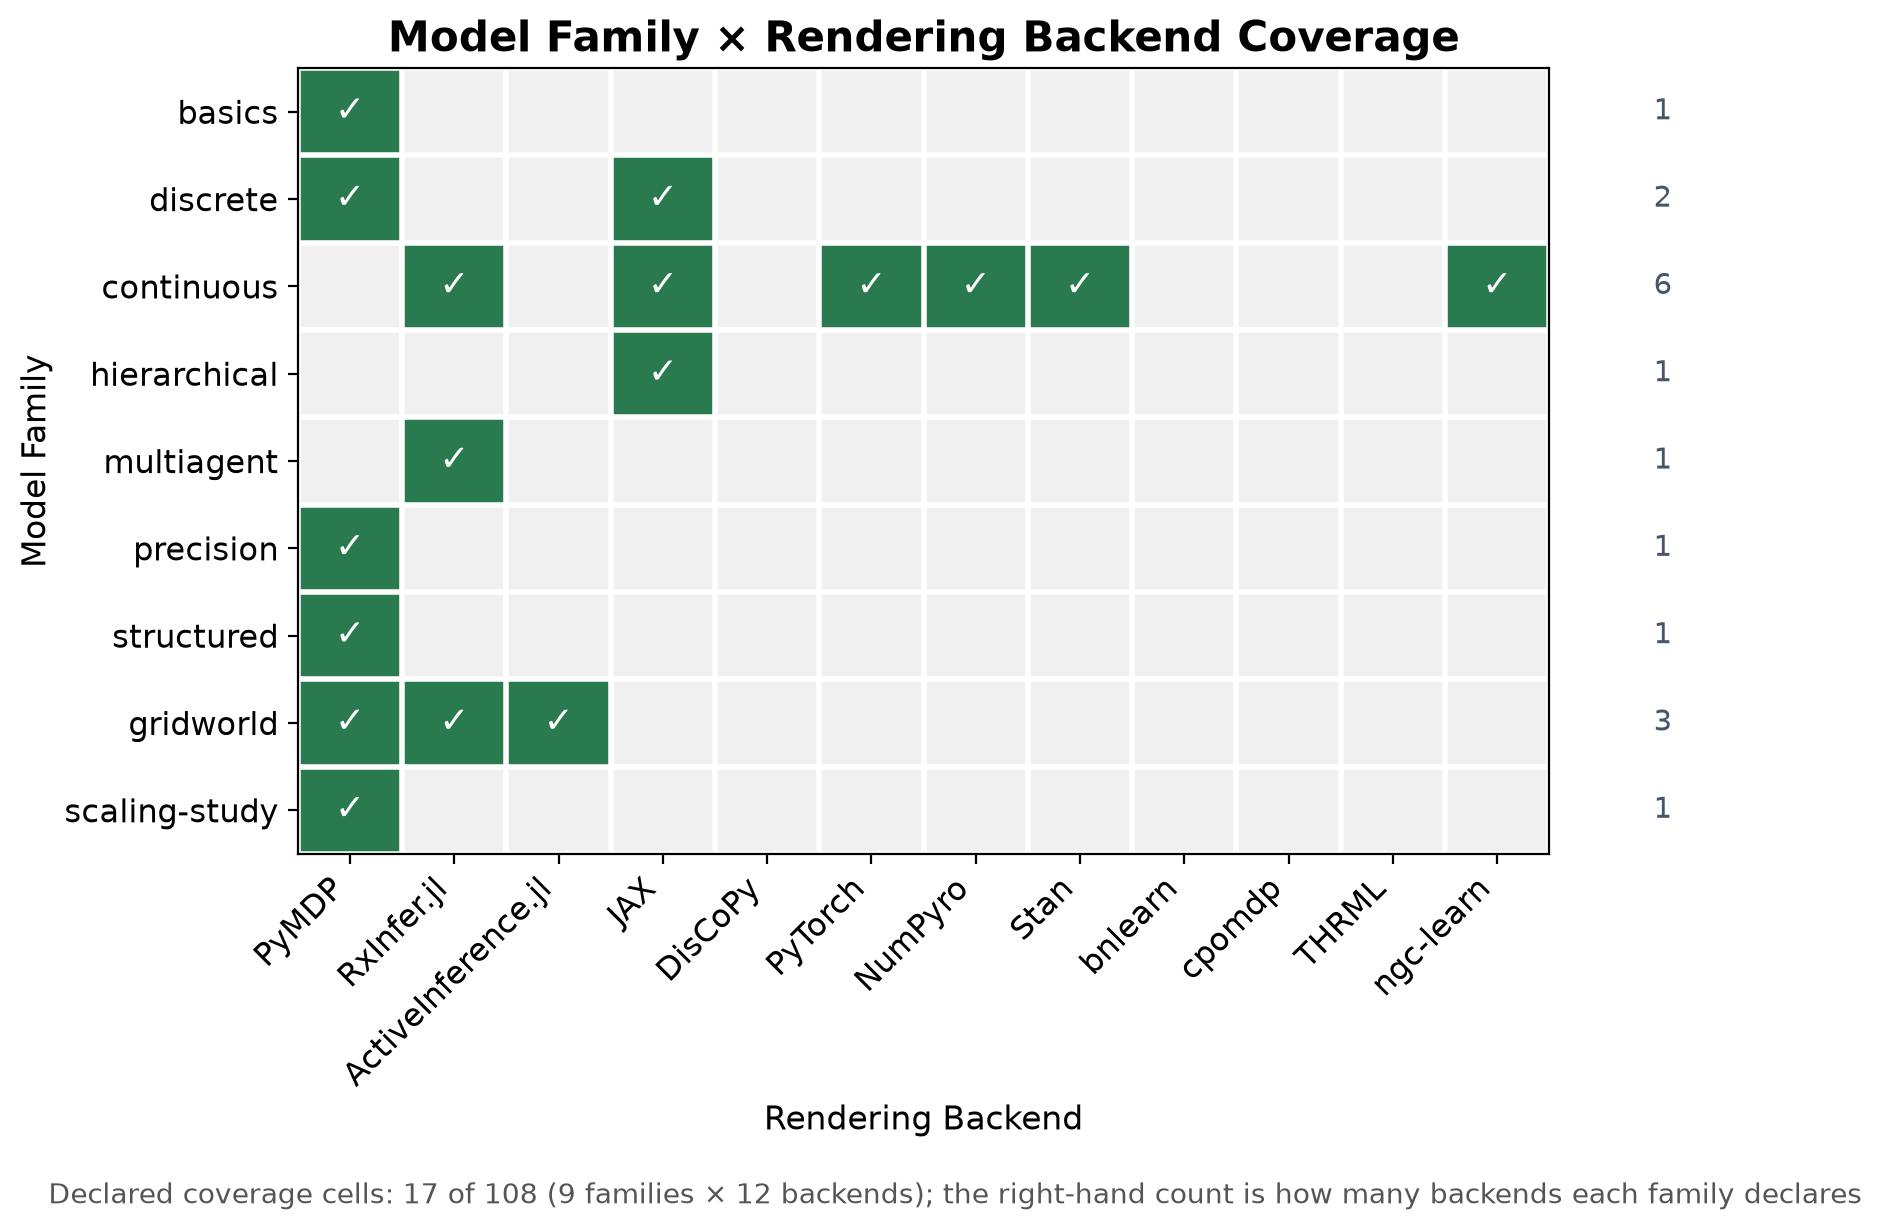 Model Family × Rendering Backend Coverage
Model Family
basics ✓ 1
discrete ✓ ✓ 2
continuous ✓ ✓ ✓ ✓ ✓ ✓ 6
hierarchical ✓ 1
multiagent ✓ 1
precision ✓ 1
structured ✓ 1
gridworld ✓ ✓ ✓ 3
scaling-study ✓ 1
PyMDP
RxInfer.jl
ActiveInference.jl
JAX
DisCoPy
PyTorch
NumPyro
Stan
bnlearn
cpomdp
THRML
ngc-learn
Rendering Backend
Declared coverage cells: 17 of 108 (9 families × 12 backends); the right-hand count is how many backends each family declares